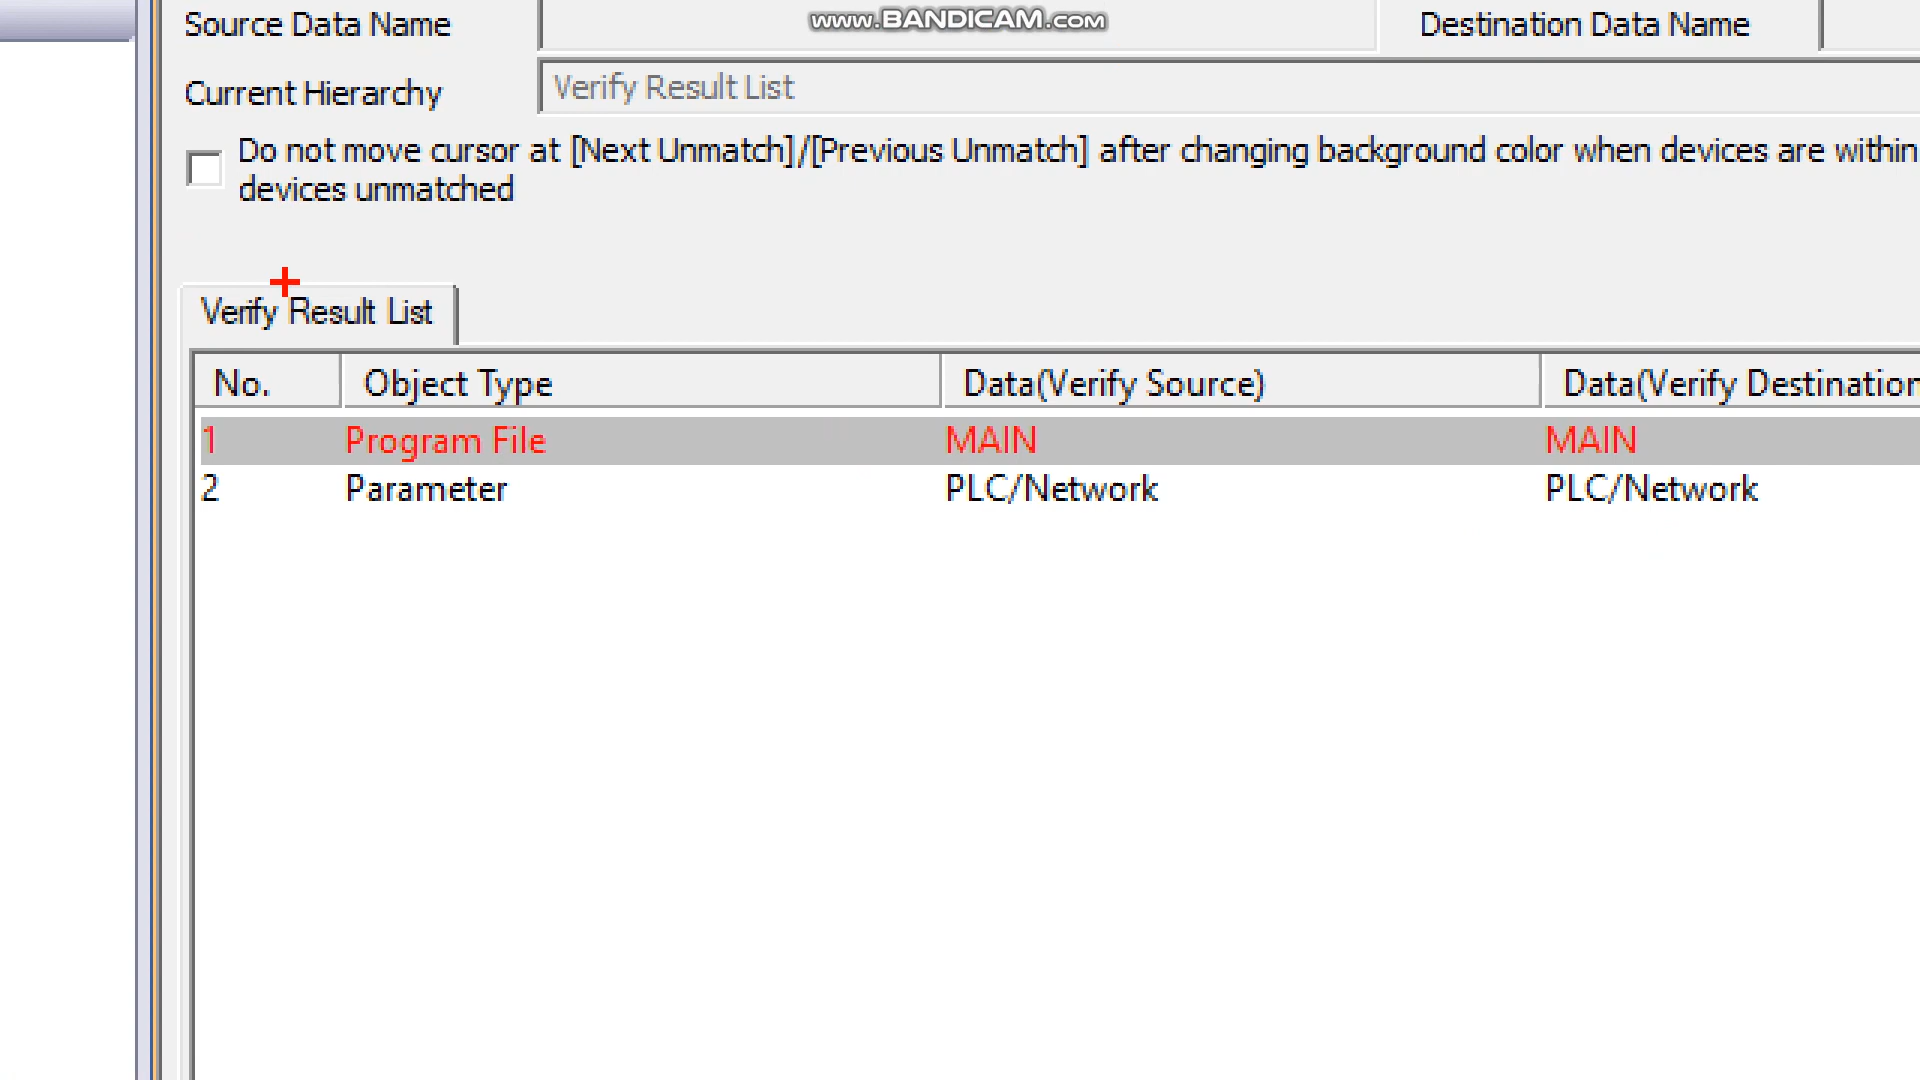 Source Data Name
www.BANDICAM.com
Destination Data Name
Current Hierarchy
Verify Result List
Do not move cursor at [Next Unmatch]/[Previous Unmatch] after changing background color when devices are within
devices unmatched
Verify Result List
No. Object Type Data(Verify Source) Data(Verify Destination
1 Program File MAIN MAIN
2 Parameter PLC/Network PLC/Network